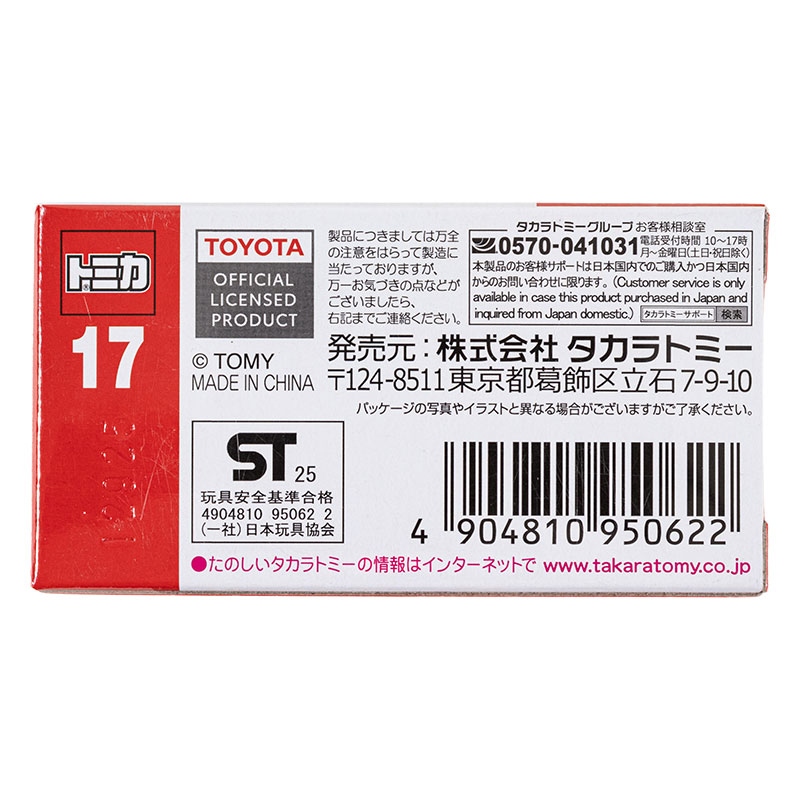 トミカ®
17
TOYOTA
OFFICIAL
LICENSED
PRODUCT
© TOMY
MADE IN CHINA
製品につきましては万全
の注意をはらって製造に
当たっておりますが、
万一お気づきの点などが
ございましたら、
右記までご連絡ください。
タカラトミーグループ お客様相談室
0570-041031 電話受付時間 10〜17時
月〜金曜日(土・日・祝日除く)
本製品のお客様サポートは日本国内でのご購入かつ日本国内
からのお問い合わせに限ります。(Customer service is only
available in case this product purchased in Japan and
inquired from Japan domestic.) タカラトミーサポート 検索
発売元：株式会社 タカラトミー
〒124-8511東京都葛飾区立石7-9-10
パッケージの写真やイラストと異なる場合がございますがご了承ください。
ST 25
玩具安全基準合格
4904810 95062 2
(一社)日本玩具協会
4 904810 950622
●たのしいタカラトミーの情報はインターネットで www.takaratomy.co.jp